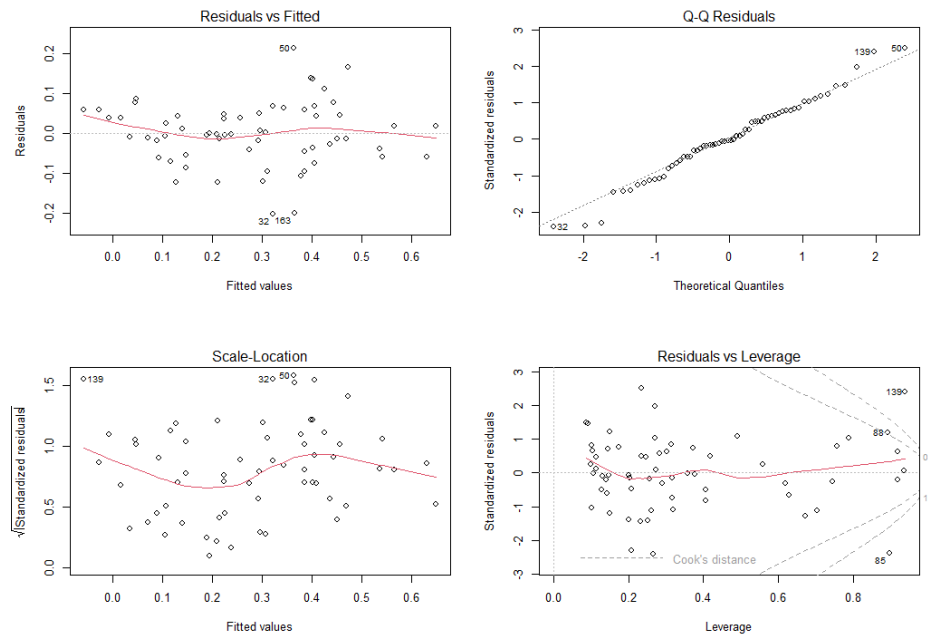 Residuals vs Fitted
Residuals
0.2
0.1
0.0
-0.1
-0.2
50
32 163
0.0 0.1 0.2 0.3 0.4 0.5 0.6
Fitted values
Q-Q Residuals
Standardized residuals
3
2
1
0
-1
-2
139 50
32
-2 -1 0 1 2
Theoretical Quantiles
Scale-Location
√|Standardized residuals|
1.5
1.0
0.5
0.0
139 32 50
0.0 0.1 0.2 0.3 0.4 0.5 0.6
Fitted values
Residuals vs Leverage
Standardized residuals
3
2
1
0
-1
-2
-3
139
88
85
Cook's distance
0.0 0.2 0.4 0.6 0.8
Leverage